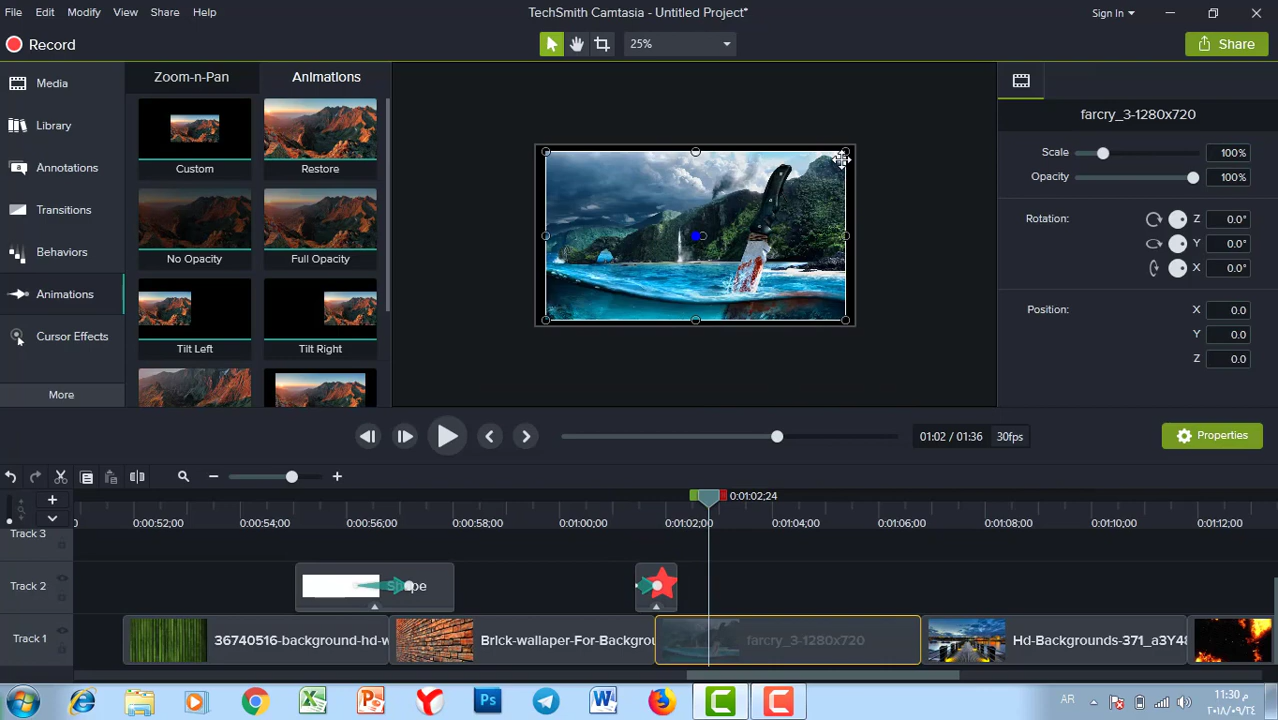 File Edit Modify View Share Help
TechSmith Camtasia - Untitled Project*
Sign In
Record
25%
Share
Media
Library
Annotations
Transitions
Behaviors
Animations
Cursor Effects
More
Zoom-n-Pan Animations
Custom Restore
No Opacity Full Opacity
Tilt Left Tilt Right
farcry_3-1280x720
Scale 100%
Opacity 100%
Rotation: Z 0.0°
Y 0.0°
X 0.0°
Position: X 0.0
Y 0.0
Z 0.0
01:02 / 01:36 30fps
Properties
0:01:02;24
0:00:52;00 0:00:54;00 0:00:56;00 0:00:58;00 0:01:00;00 0:01:02;00 0:01:04;00 0:01:06;00 0:01:08;00 0:01:10;00 0:01:12;00
Track 3
Track 2
Shape
Track 1
36740516-background-hd-w
Brick-wallaper-For-Backgrou
farcry_3-1280x720
Hd-Backgrounds-371_a3Y48
AR
م 11:30
٢٠١٨/٠٩/٢٤